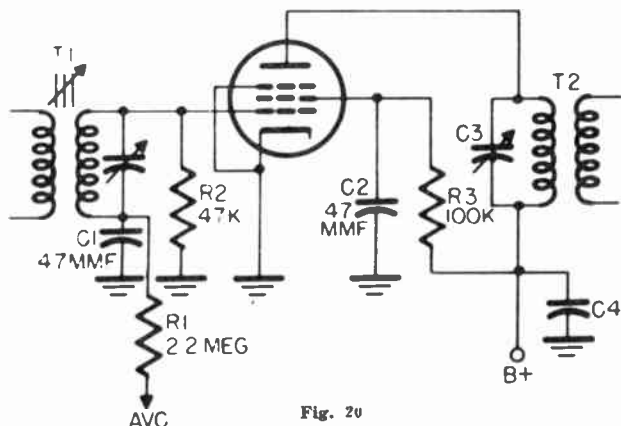 T1
T2
C3
R2
47K
C2
47
MMF
R3
100K
C1
47MMF
C4
R1
2.2 MEG
B+
AVC
Fig. 20